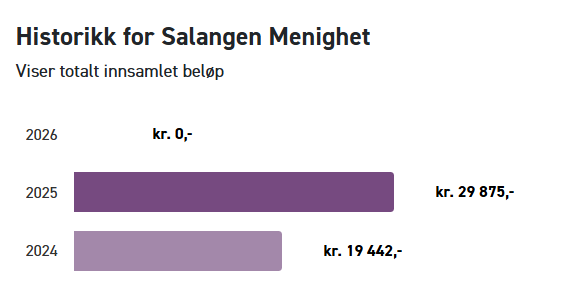 Historikk for Salangen Menighet
Viser totalt innsamlet beløp
2026 kr. 0,-
2025 kr. 29 875,-
2024 kr. 19 442,-